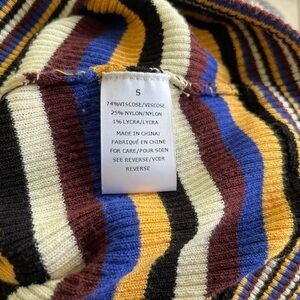 S
74%VISCOSE/VISCOSE
25% NYLON/NYLON
1% LYCRA/LYCRA
MADE IN CHINA/
FABRIQUÉ EN CHINE
FOR CARE/POUR SOIN
SEE REVERSE/VOIR
REVERSE